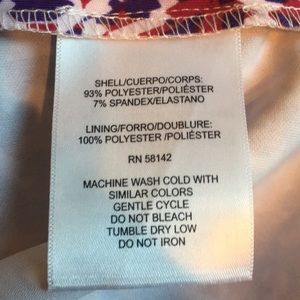 SHELL/CUERPO/CORPS:
93% POLYESTER/POLIÉSTER
7% SPANDEX/ELASTANO
LINING/FORRO/DOUBLURE:
100% POLYESTER /POLIÉSTER
RN 58142
MACHINE WASH COLD WITH
SIMILAR COLORS
GENTLE CYCLE
DO NOT BLEACH
TUMBLE DRY LOW
DO NOT IRON